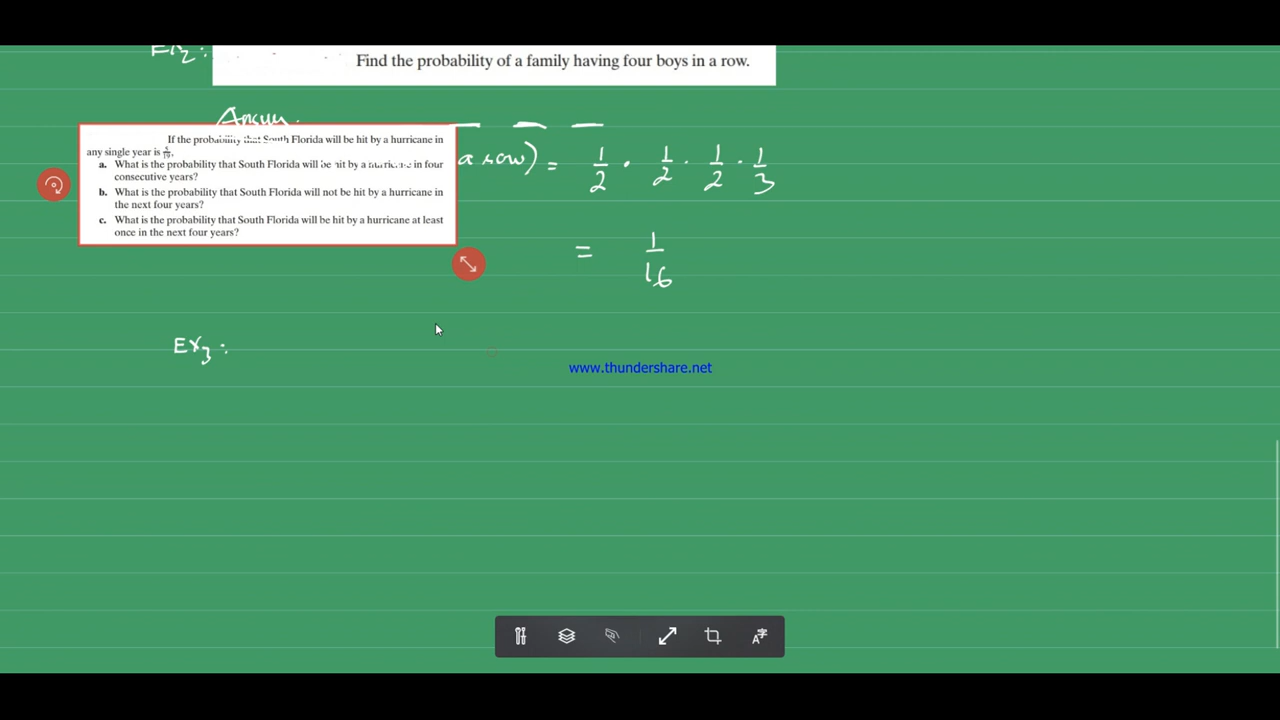 Ex2:
Find the probability of a family having four boys in a row.
Answer
If the probability that South Florida will be hit by a hurricane in
any single year is 5/19,
a. What is the probability that South Florida will be hit by a hurricane in four
consecutive years?
b. What is the probability that South Florida will not be hit by a hurricane in
the next four years?
c. What is the probability that South Florida will be hit by a hurricane at least
once in the next four years?
a row) = 1/2 · 1/2 · 1/2 · 1/3
= 1/16
Ex3:
www.thundershare.net